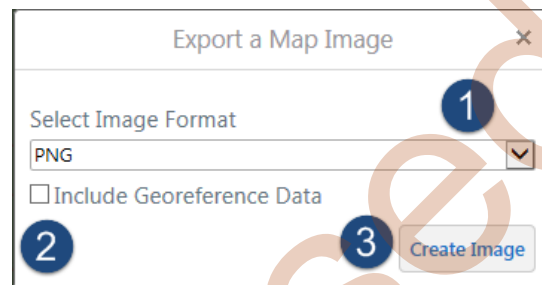 Export a Map Image ×
1
Select Image Format
PNG
Include Georeference Data
2
3
Create Image